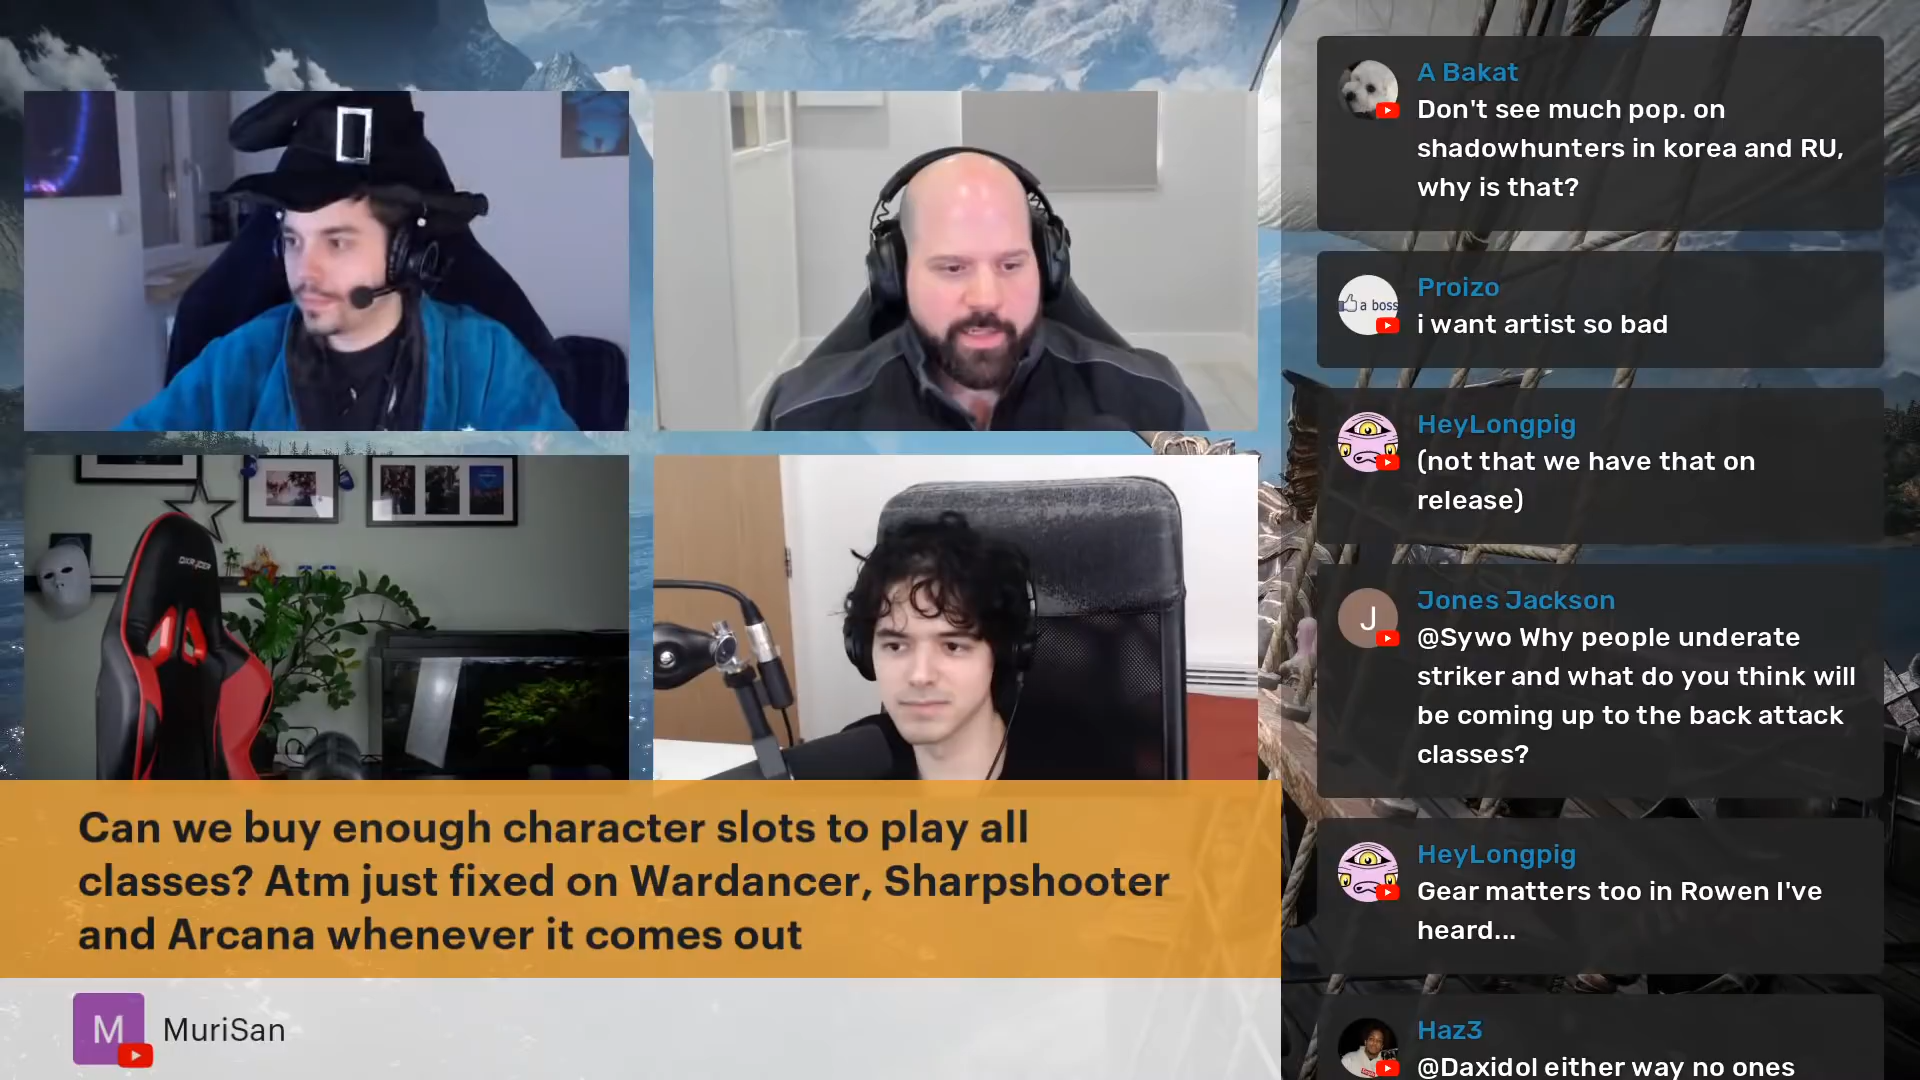 A Bakat
Don't see much pop. on
shadowhunters in korea and RU,
why is that?
a boss
Proizo
i want artist so bad
HeyLongpig
(not that we have that on
release)
J
Jones Jackson
@Sywo Why people underate
striker and what do you think will
be coming up to the back attack
classes?
HeyLongpig
Gear matters too in Rowen I've
heard...
Haz3
@Daxidol either way no ones
DXRACER
Can we buy enough character slots to play all
classes? Atm just fixed on Wardancer, Sharpshooter
and Arcana whenever it comes out
M
MuriSan